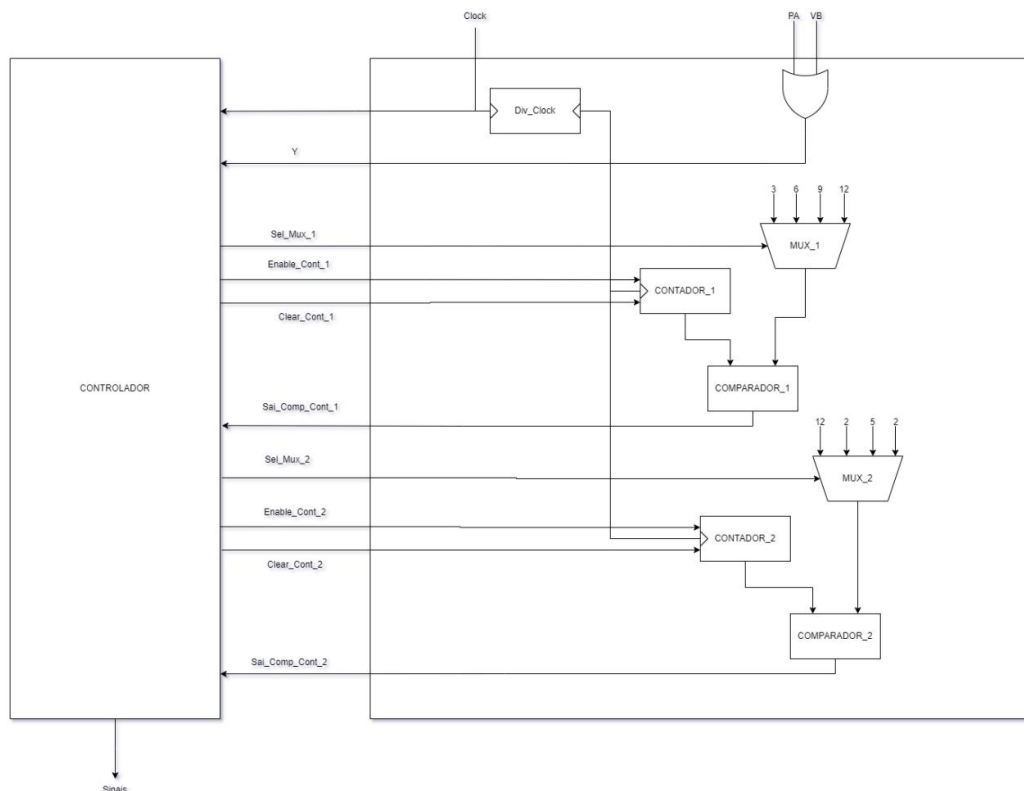 Clock
PA VB
Div_Clock
Y
3 6 9 12
Sel_Mux_1
MUX_1
Enable_Cont_1
CONTADOR_1
Clear_Cont_1
CONTROLADOR
COMPARADOR_1
Sai_Comp_Cont_1
12 2 5 2
Sel_Mux_2
MUX_2
Enable_Cont_2
CONTADOR_2
Clear_Cont_2
COMPARADOR_2
Sai_Comp_Cont_2
Sinais